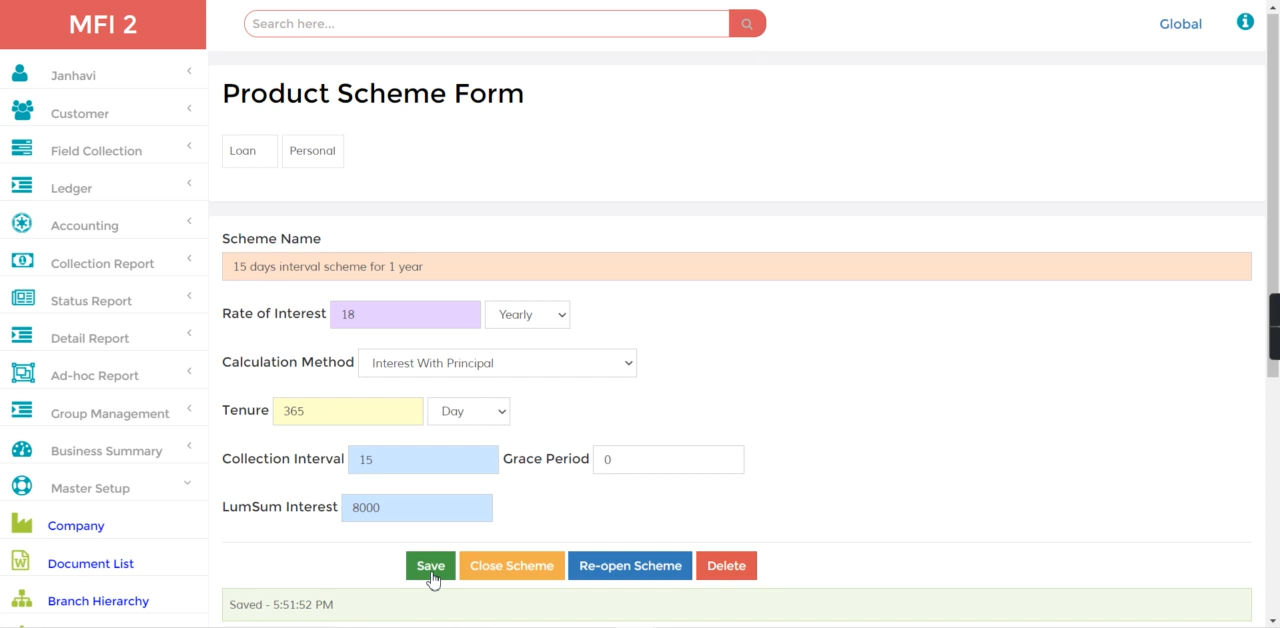 MFI 2
Search here...
Global
Janhavi
Customer
Field Collection
Ledger
Accounting
Collection Report
Status Report
Detail Report
Ad-hoc Report
Group Management
Business Summary
Master Setup
Company
Document List
Branch Hierarchy
Product Scheme Form
Loan Personal
Scheme Name
15 days interval scheme for 1 year
Rate of Interest 18 Yearly
Calculation Method Interest With Principal
Tenure 365 Day
Collection Interval 15 Grace Period 0
LumSum Interest 8000
Save Close Scheme Re-open Scheme Delete
Saved - 5:51:52 PM